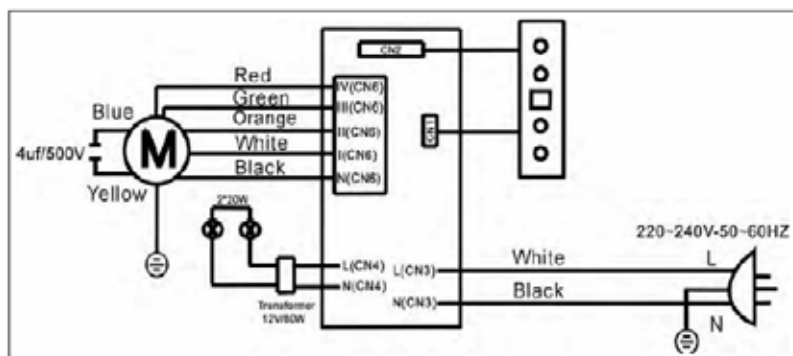 CN2
Red
IV(CN6)
Green
III(CN6)
Blue
Orange
II(CN6)
CN1
4uf/500V
M
White
I(CN6)
Black
N(CN6)
Yellow
2*20W
220~240V-50~60HZ
L(CN4)
L(CN3)
White
L
N(CN4)
Transformer
12V/60W
N(CN3)
Black
N